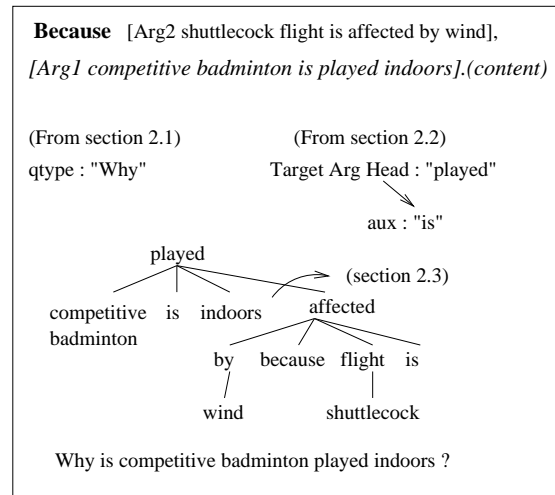 Because [Arg2 shuttlecock flight is affected by wind],
[Arg1 competitive badminton is played indoors].(content)
(From section 2.1) (From section 2.2)
qtype : "Why" Target Arg Head : "played"
aux : "is"
played
(section 2.3)
competitive is indoors affected
badminton
by because flight is
wind shuttlecock
Why is competitive badminton played indoors ?